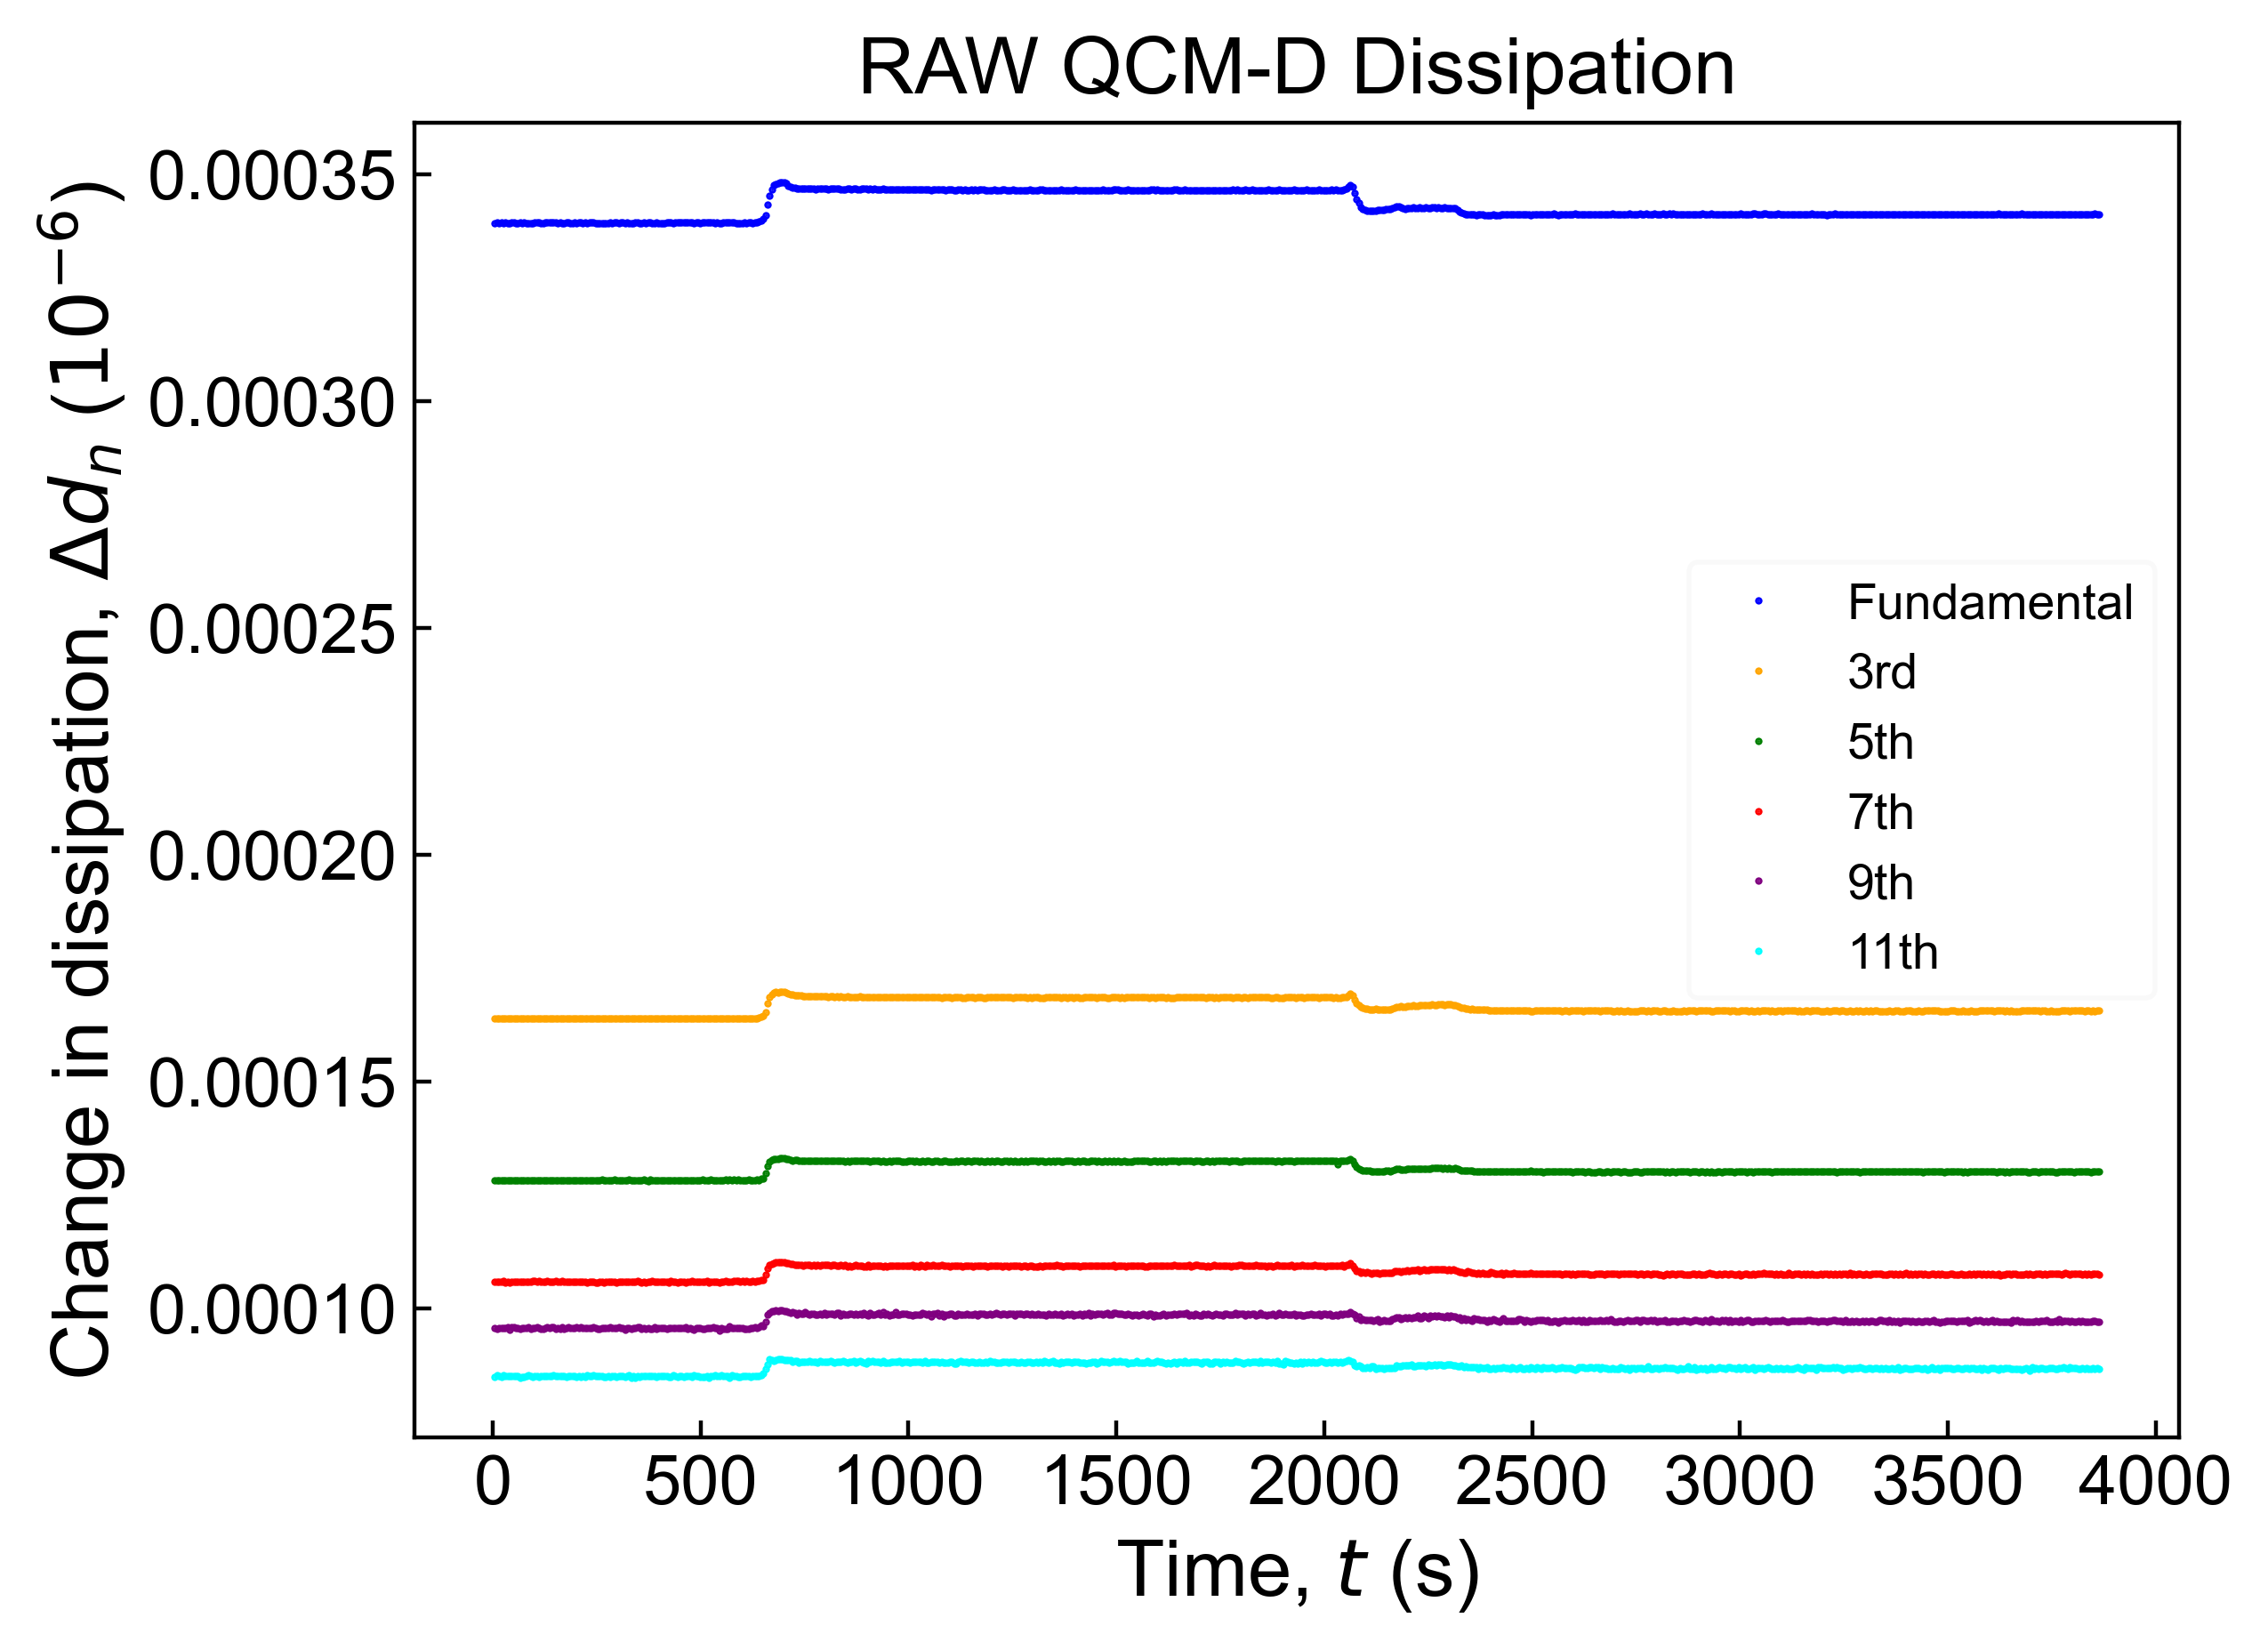 RAW QCM-D Dissipation
Change in dissipation, Δdₙ (10⁻⁶)
0.00035
0.00030
0.00025
0.00020
0.00015
0.00010
Fundamental
3rd
5th
7th
9th
11th
0 500 1000 1500 2000 2500 3000 3500 4000
Time, t (s)